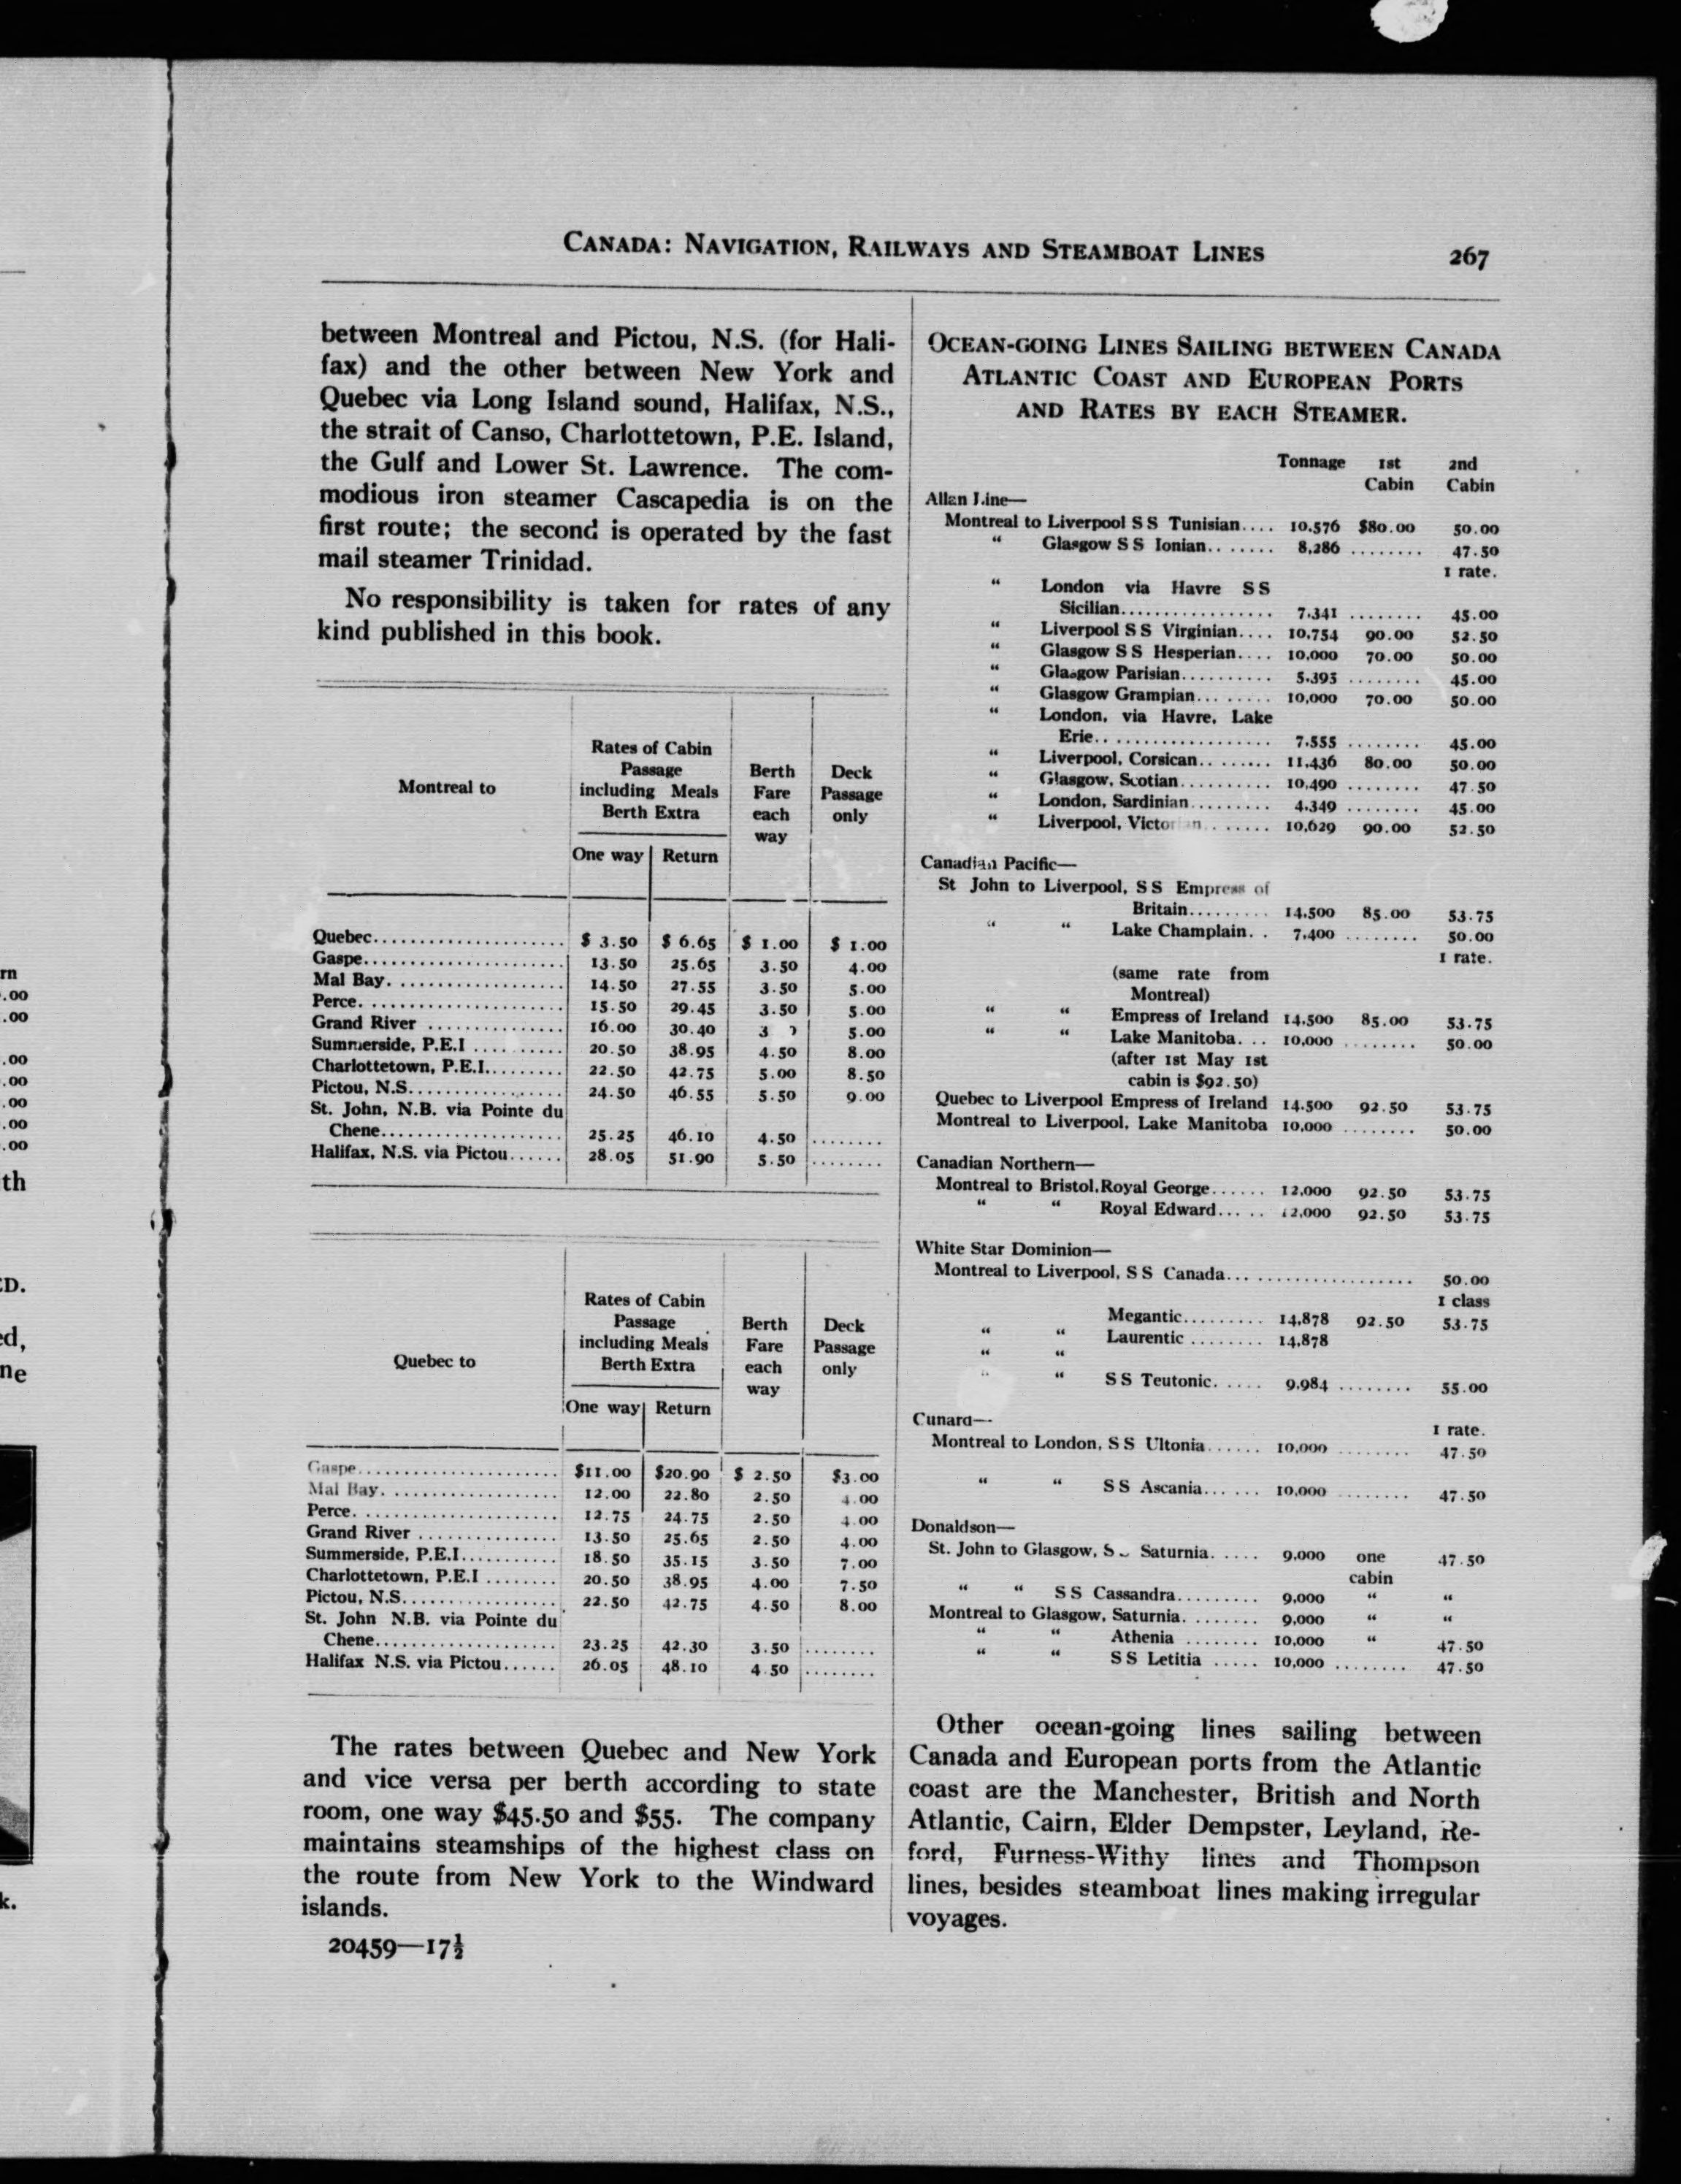 CANADA: NAVIGATION, RAILWAYS AND STEAMBOAT LINES 267
between Montreal and Pictou, N.S. (for Hali-
fax) and the other between New York and
Quebec via Long Island sound, Halifax, N.S.,
the strait of Canso, Charlottetown, P.E. Island,
the Gulf and Lower St. Lawrence. The com-
modious iron steamer Cascapedia is on the
first route; the second is operated by the fast
mail steamer Trinidad.
No responsibility is taken for rates of any
kind published in this book.
Montreal to
Rates of Cabin
Passage
including Meals
Berth Extra
One way Return
Berth
Fare
each
way
Deck
Passage
only
Quebec..................... $ 3.50 $ 6.65 $ 1.00 $ 1.00
Gaspe...................... 13.50 25.65 3.50 4.00
Mal Bay.................... 14.50 27.55 3.50 5.00
Perce....................... 15.50 29.45 3.50 5.00
Grand River ............... 16.00 30.40 3 5.00
Summerside, P.E.I .......... 20.50 38.95 4.50 8.00
Charlottetown, P.E.I......... 22.50 42.75 5.00 8.50
Pictou, N.S................. 24.50 46.55 5.50 9.00
St. John, N.B. via Pointe du
Chene.................... 25.25 46.10 4.50 ........
Halifax, N.S. via Pictou...... 28.05 51.90 5.50 ........
Quebec to
Rates of Cabin
Passage
including Meals
Berth Extra
One way Return
Berth
Fare
each
way
Deck
Passage
only
Gaspe...................... $11.00 $20.90 $ 2.50 $3.00
Mal Bay.................... 12.00 22.80 2.50 4.00
Perce....................... 12.75 24.75 2.50 4.00
Grand River ............... 13.50 25.65 2.50 4.00
Summerside, P.E.I........... 18.50 35.15 3.50 7.00
Charlottetown, P.E.I ........ 20.50 38.95 4.00 7.50
Pictou, N.S................. 22.50 42.75 4.50 8.00
St. John N.B. via Pointe du
Chene.................... 23.25 42.30 3.50 ........
Halifax N.S. via Pictou...... 26.05 48.10 4.50 ........
The rates between Quebec and New York
and vice versa per berth according to state
room, one way $45.50 and $55. The company
maintains steamships of the highest class on
the route from New York to the Windward
islands.
20459—17½
OCEAN-GOING LINES SAILING BETWEEN CANADA
ATLANTIC COAST AND EUROPEAN PORTS
AND RATES BY EACH STEAMER.
Tonnage 1st 2nd
Cabin Cabin
Allan Line—
Montreal to Liverpool S S Tunisian.... 10,576 $80.00 50.00
“ Glasgow S S Ionian....... 8,286 ........ 47.50
1 rate.
“ London via Havre S S
Sicilian................. 7,341 ........ 45.00
“ Liverpool S S Virginian.... 10,754 90.00 52.50
“ Glasgow S S Hesperian.... 10,000 70.00 50.00
“ Glasgow Parisian.......... 5,395 ........ 45.00
“ Glasgow Grampian......... 10,000 70.00 50.00
“ London, via Havre, Lake
Erie.................... 7,555 ........ 45.00
“ Liverpool, Corsican........ 11,436 80.00 50.00
“ Glasgow, Scotian.......... 10,490 ........ 47.50
“ London, Sardinian......... 4,349 ........ 45.00
“ Liverpool, Victorian....... 10,629 90.00 52.50
Canadian Pacific—
St John to Liverpool, S S Empress of
Britain......... 14,500 85.00 53.75
“ “ Lake Champlain. . 7,400 ........ 50.00
1 rate.
(same rate from
Montreal)
“ “ Empress of Ireland 14,500 85.00 53.75
“ “ Lake Manitoba. . . 10,000 ........ 50.00
(after 1st May 1st
cabin is $92.50)
Quebec to Liverpool Empress of Ireland 14,500 92.50 53.75
Montreal to Liverpool, Lake Manitoba 10,000 ........ 50.00
Canadian Northern—
Montreal to Bristol, Royal George...... 12,000 92.50 53.75
“ “ Royal Edward..... 12,000 92.50 53.75
White Star Dominion—
Montreal to Liverpool, S S Canada..................... 50.00
1 class
Megantic......... 14,878 92.50 53.75
“ “ Laurentic ........ 14,878
“ “
“ “ S S Teutonic. .... 9,984 ........ 55.00
Cunard—
1 rate.
Montreal to London, S S Ultonia...... 10,000 ........ 47.50
“ “ S S Ascania...... 10,000 ........ 47.50
Donaldson—
St. John to Glasgow, S Saturnia. .... 9,000 one 47.50
cabin
“ “ S S Cassandra......... 9,000 “ “
Montreal to Glasgow, Saturnia. ........ 9,000 “ “
“ “ Athenia ........ 10,000 “ 47.50
“ “ S S Letitia ..... 10,000 ........ 47.50
Other ocean-going lines sailing between
Canada and European ports from the Atlantic
coast are the Manchester, British and North
Atlantic, Cairn, Elder Dempster, Leyland, Re-
ford, Furness-Withy lines and Thompson
lines, besides steamboat lines making irregular
voyages.